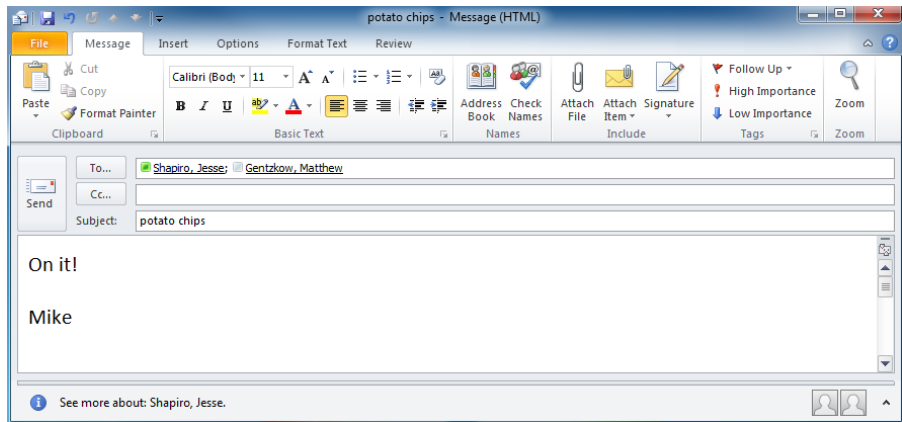 potato chips - Message (HTML)
File Message Insert Options Format Text Review
Cut
Copy
Format Painter
Paste
Clipboard
Calibri (Body 11
B I U
Basic Text
Address Book
Check Names
Names
Attach File
Attach Item
Signature
Include
Follow Up
High Importance
Low Importance
Tags
Zoom
Zoom
Send
To... Shapiro, Jesse; Gentzkow, Matthew
Cc...
Subject: potato chips
On it!
Mike
See more about: Shapiro, Jesse.